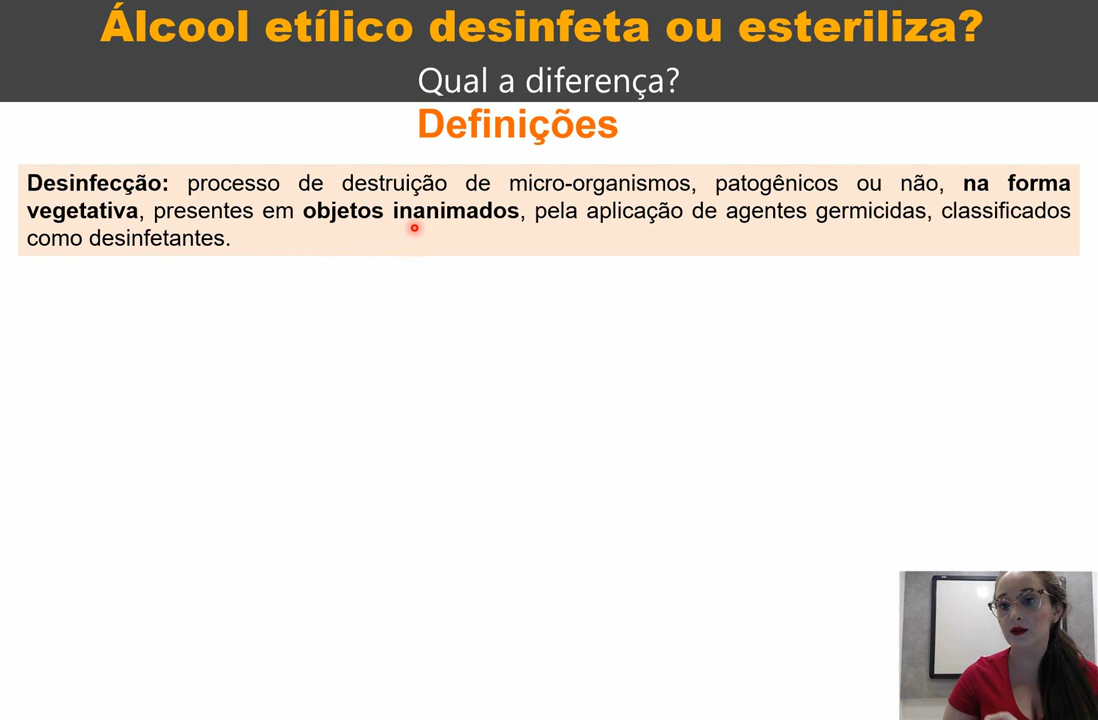 Álcool etílico desinfeta ou esteriliza?
Qual a diferença?
Definições
Desinfecção: processo de destruição de micro-organismos, patogênicos ou não, na forma
vegetativa, presentes em objetos inanimados, pela aplicação de agentes germicidas, classificados
como desinfetantes.